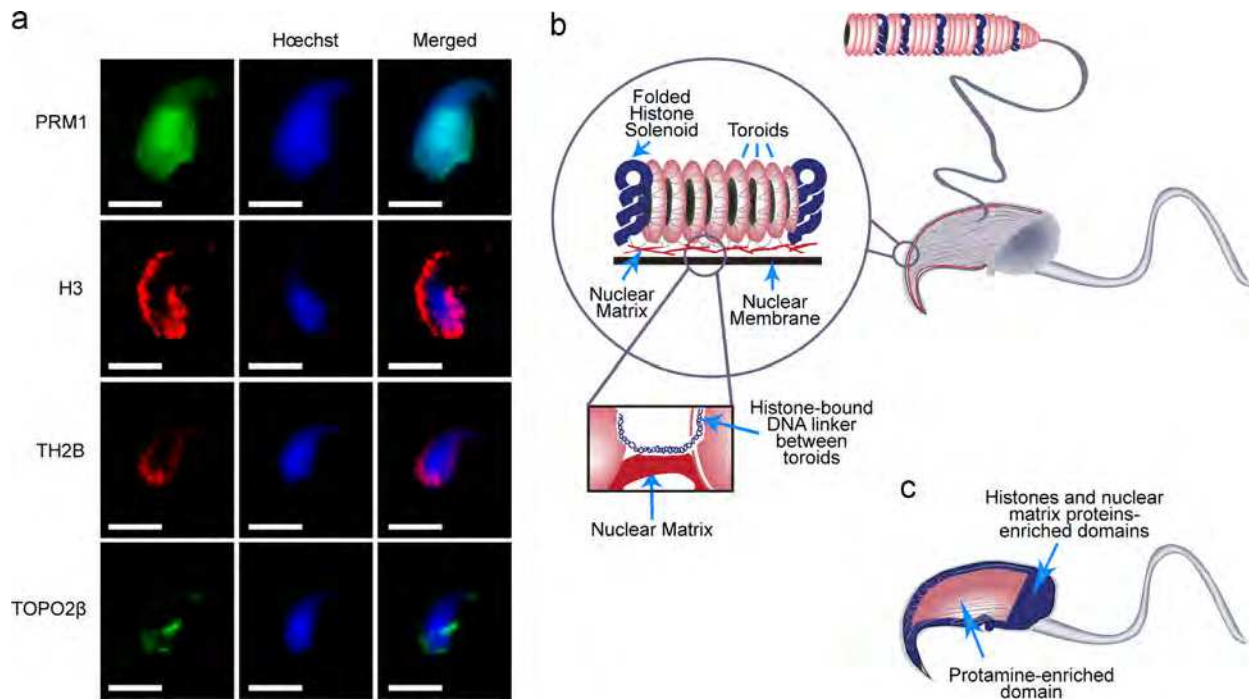 a
Hœchst
Merged
PRM1
H3
TH2B
TOPO2β
b
Folded
Histone
Solenoid
Toroids
Nuclear
Matrix
Nuclear
Membrane
Histone-bound
DNA linker
between
toroids
Nuclear Matrix
c
Histones and nuclear
matrix proteins-
enriched domains
Protamine-enriched
domain